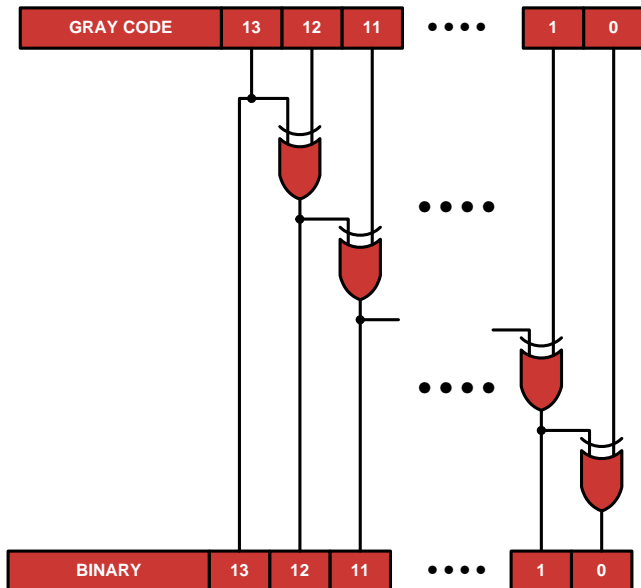 GRAY CODE 13 12 11 •••• 1 0
BINARY 13 12 11 •••• 1 0